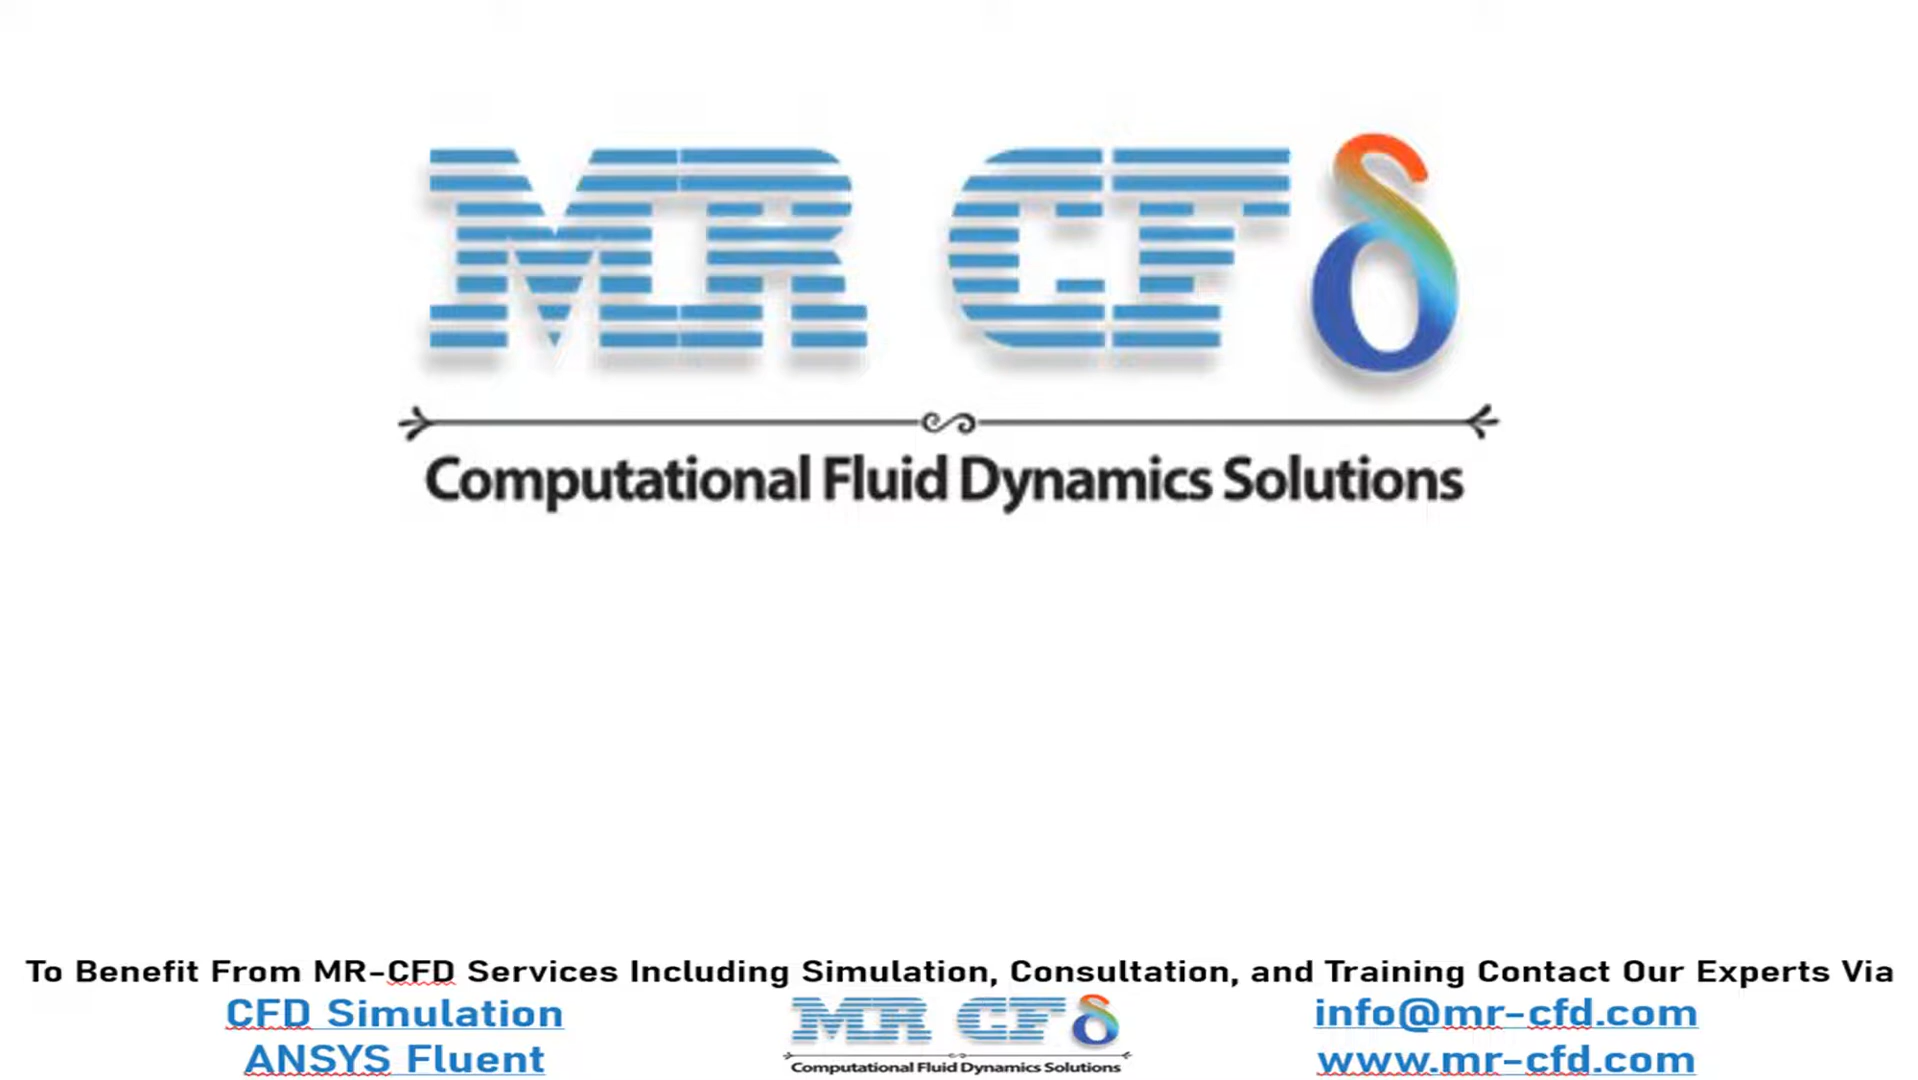 MR CFδ
Computational Fluid Dynamics Solutions
To Benefit From MR-CFD Services Including Simulation, Consultation, and Training Contact Our Experts Via
CFD Simulation
ANSYS Fluent
MR CFδ
Computational Fluid Dynamics Solutions
info@mr-cfd.com
www.mr-cfd.com